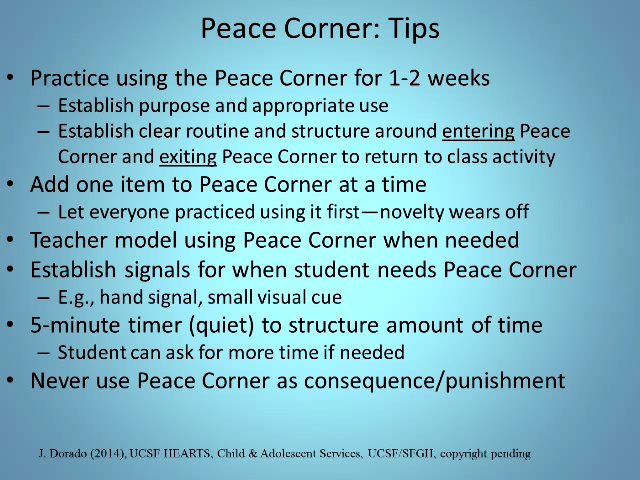 Peace Corner: Tips
• Practice using the Peace Corner for 1-2 weeks
– Establish purpose and appropriate use
– Establish clear routine and structure around entering Peace
Corner and exiting Peace Corner to return to class activity
• Add one item to Peace Corner at a time
– Let everyone practiced using it first—novelty wears off
• Teacher model using Peace Corner when needed
• Establish signals for when student needs Peace Corner
– E.g., hand signal, small visual cue
• 5-minute timer (quiet) to structure amount of time
– Student can ask for more time if needed
• Never use Peace Corner as consequence/punishment
J. Dorado (2014), UCSF HEARTS, Child & Adolescent Services, UCSF/SFGH, copyright pending